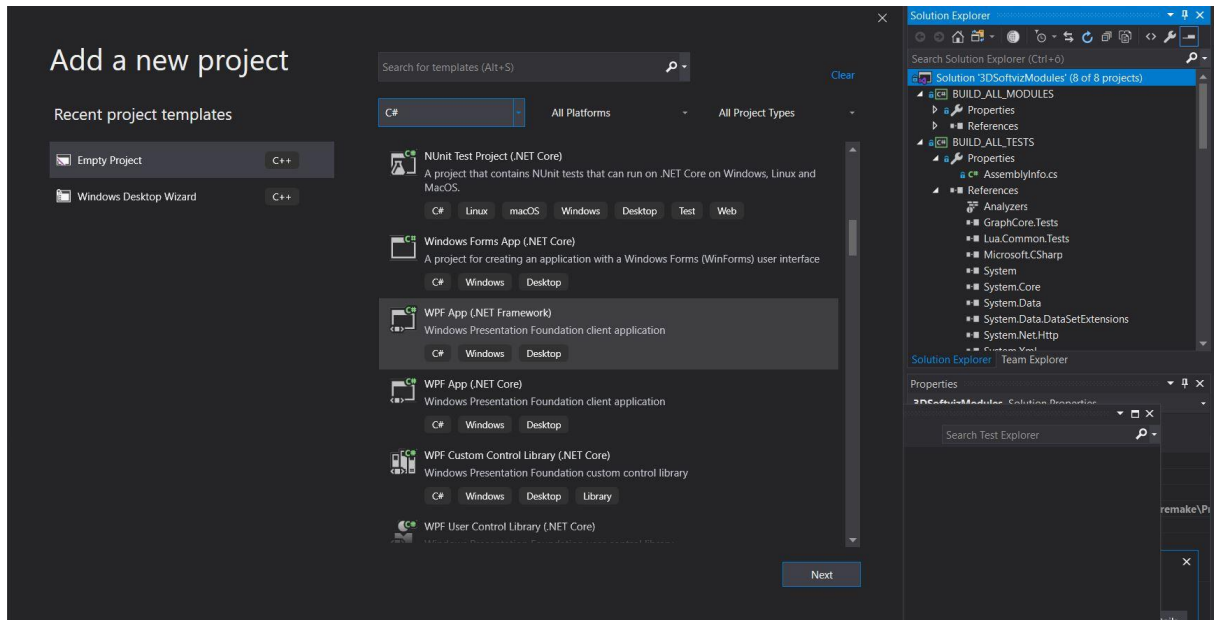 Add a new project
Recent project templates
Empty Project
C++
Windows Desktop Wizard
C++
Search for templates (Alt+S)
Clear
C#
All Platforms
All Project Types
NUnit Test Project (.NET Core)
A project that contains NUnit tests that can run on .NET Core on Windows, Linux and
MacOS.
C# Linux macOS Windows Desktop Test Web
Windows Forms App (.NET Core)
A project for creating an application with a Windows Forms (WinForms) user interface
C# Windows Desktop
WPF App (.NET Framework)
Windows Presentation Foundation client application
C# Windows Desktop
WPF App (.NET Core)
Windows Presentation Foundation client application
C# Windows Desktop
WPF Custom Control Library (.NET Core)
Windows Presentation Foundation custom control library
C# Windows Desktop Library
WPF User Control Library (.NET Core)
Next
Solution Explorer
Search Solution Explorer (Ctrl+ô)
Solution '3DSoftvizModules' (8 of 8 projects)
BUILD_ALL_MODULES
Properties
References
BUILD_ALL_TESTS
Properties
C# AssemblyInfo.cs
References
Analyzers
GraphCore.Tests
Lua.Common.Tests
Microsoft.CSharp
System
System.Core
System.Data
System.Data.DataSetExtensions
System.Net.Http
System.Xml
Solution Explorer Team Explorer
Properties
3DSoftvizModules Solution Properties
Search Test Explorer
remake\Pr